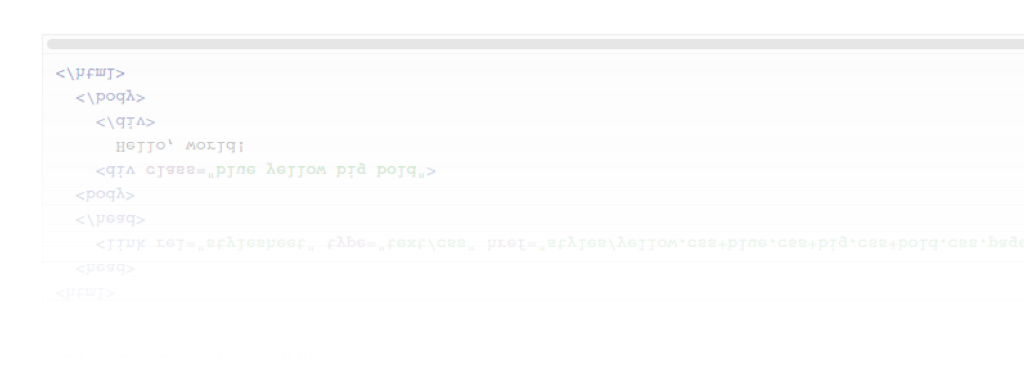 <html>
<head>
<link rel="stylesheet" type="text/css" href="styles/yellow.css+blue.css+big.css+bold.css.page
</head>
<body>
<div class="blue yellow big bold">
Hello, world!
</div>
</body>
</html>